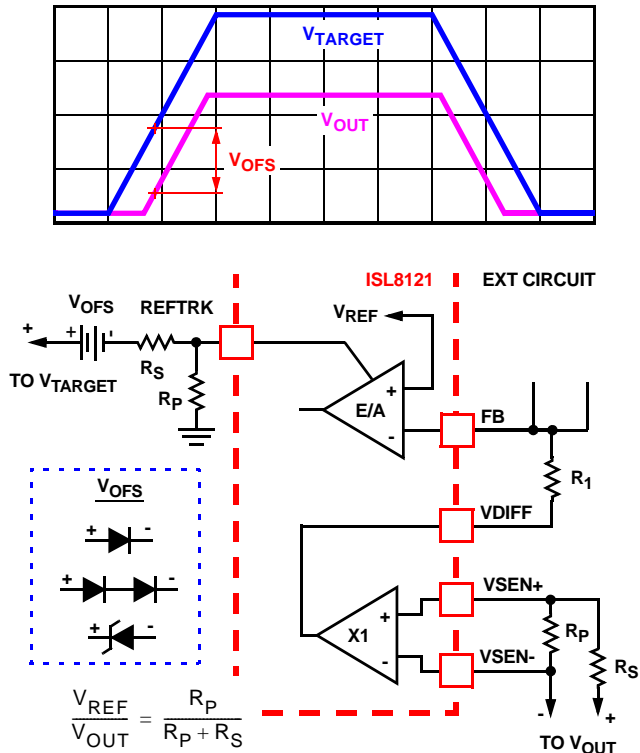 VTARGET
VOUT
VOFS
ISL8121 EXT CIRCUIT
VOFS REFTRK
VREF
+ + -
TO VTARGET
RS
RP
+
E/A
-
FB
R1
VOFS
VDIFF
+ -
+ -
+ -
VSEN+
+
X1
-
RP
VSEN-
RS
- +
TO VOUT
VREF / VOUT = RP / RP + RS